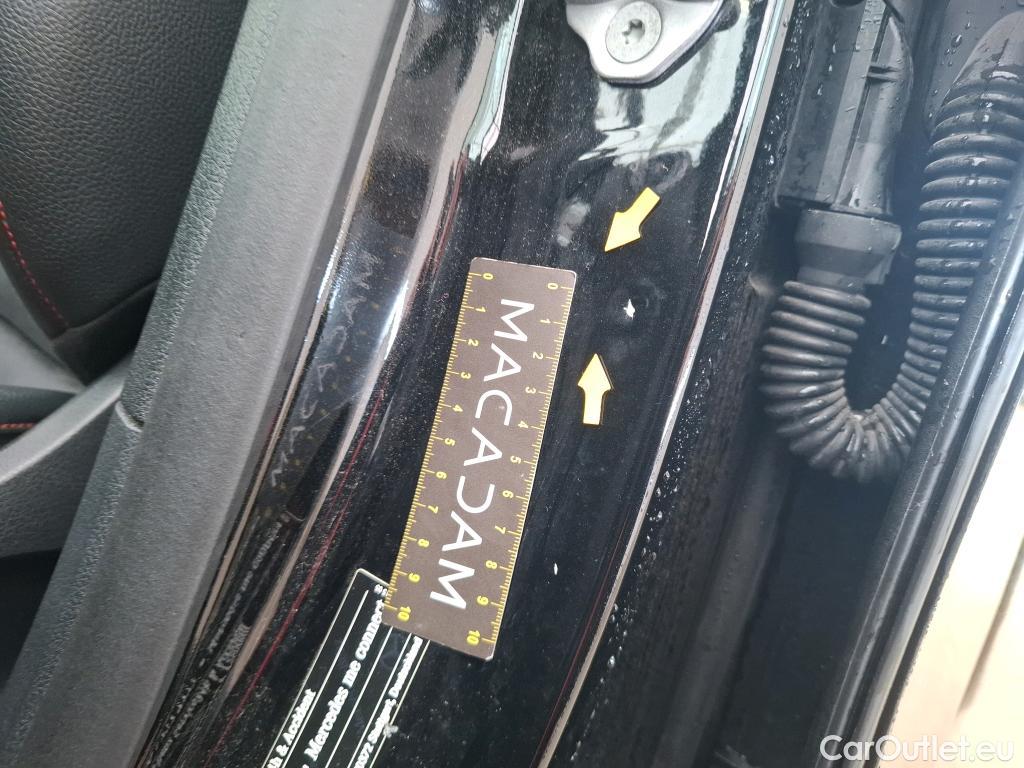 MACADAM
0 1 2 3 4 5 6 7 8 9 10
0 1 2 3 4 5 6 7 8 9 10
& Accident
Mercedes me connect
CarOutlet.eu